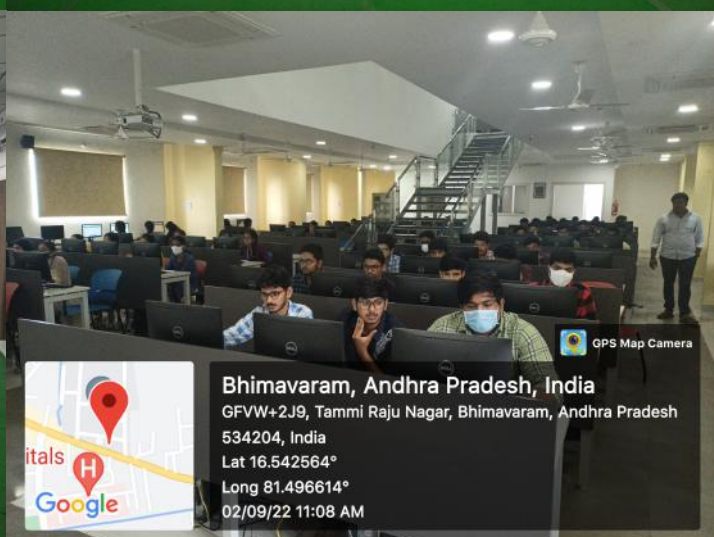 GPS Map Camera
Bhimavaram, Andhra Pradesh, India
GFVW+2J9, Tammi Raju Nagar, Bhimavaram, Andhra Pradesh
534204, India
Lat 16.542564°
Long 81.496614°
02/09/22 11:08 AM
itals
H
Google